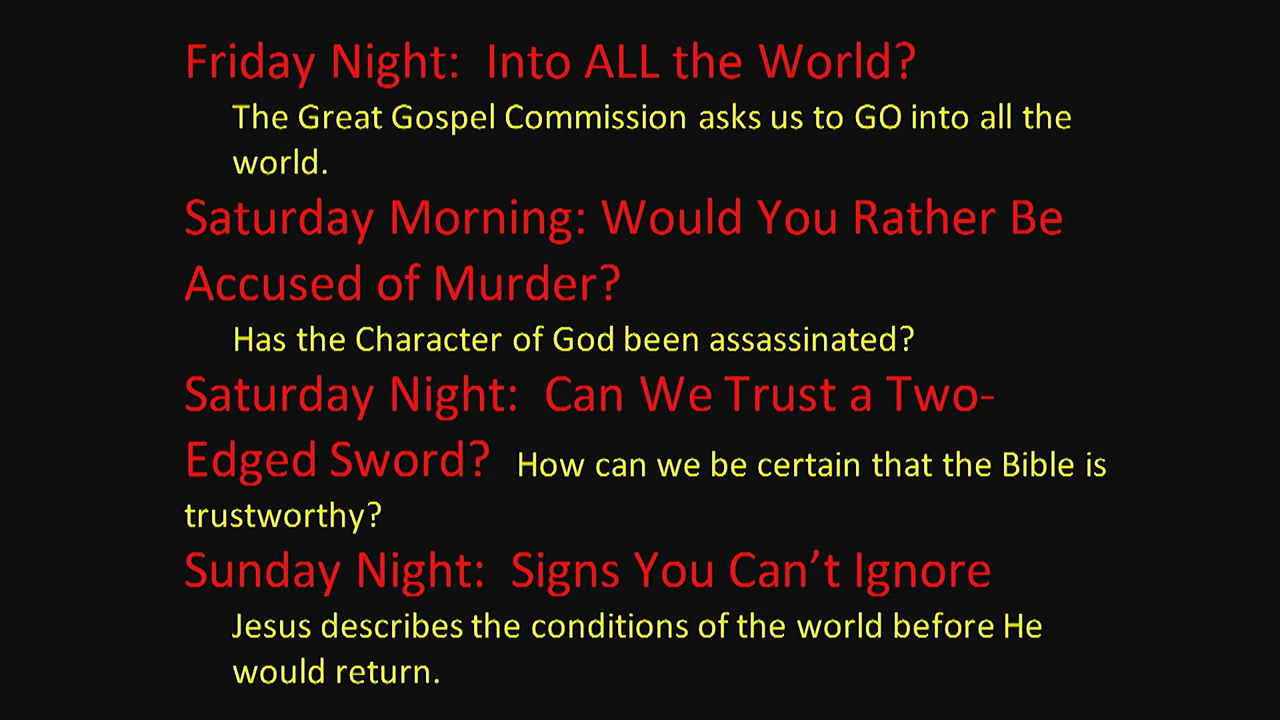 Friday Night:  Into ALL the World?
The Great Gospel Commission asks us to GO into all the
world.
Saturday Morning: Would You Rather Be
Accused of Murder?
Has the Character of God been assassinated?
Saturday Night:  Can We Trust a Two-
Edged Sword?  How can we be certain that the Bible is
trustworthy?
Sunday Night:  Signs You Can’t Ignore
Jesus describes the conditions of the world before He
would return.